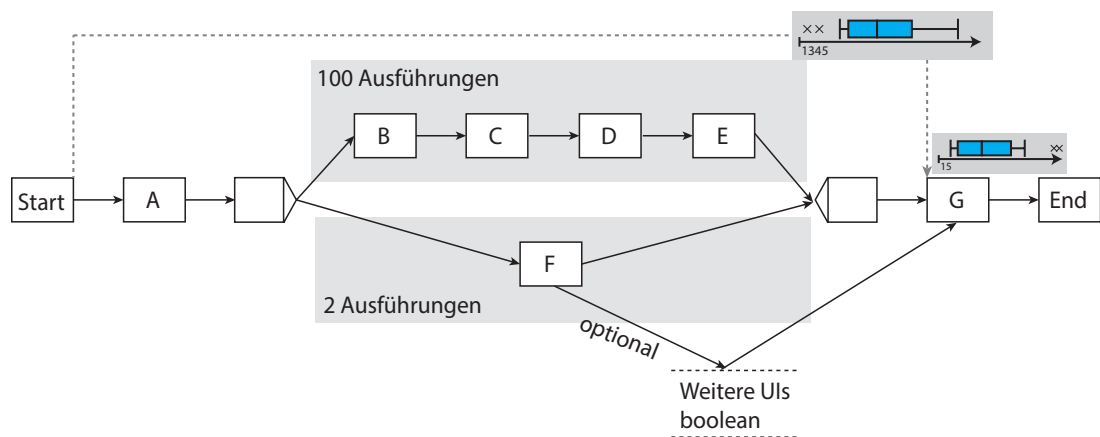 ×× 
1345
100 Ausführungen
B
C
D
E
××
15
Start
A
G
End
F
2 Ausführungen
optional
Weitere UIs
boolean